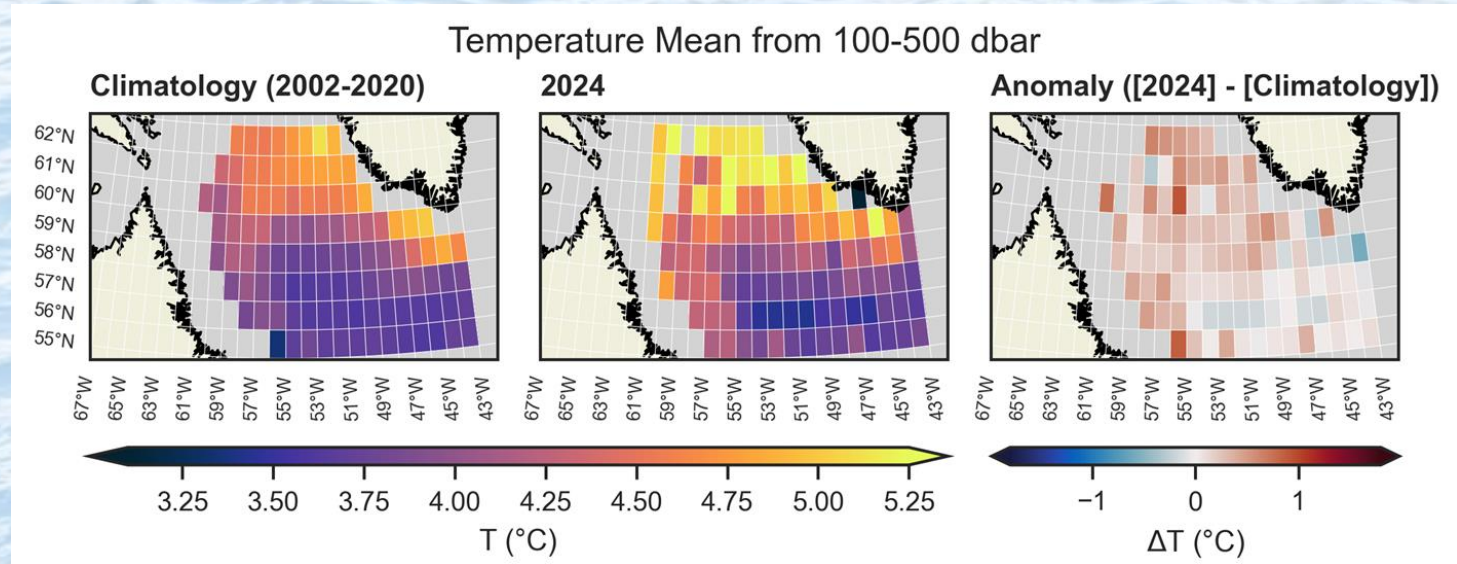 Temperature Mean from 100-500 dbar
Climatology (2002-2020)
2024
Anomaly ([2024] - [Climatology])
62°N
61°N
60°N
59°N
58°N
57°N
56°N
55°N
67°W 65°W 63°W 61°W 59°W 57°W 55°W 53°W 51°W 49°W 47°W 45°W 43°W
67°W 65°W 63°W 61°W 59°W 57°W 55°W 53°W 51°W 49°W 47°W 45°W 43°W
67°W 65°W 63°W 61°W 59°W 57°W 55°W 53°W 51°W 49°W 47°W 45°W 43°W
3.25 3.50 3.75 4.00 4.25 4.50 4.75 5.00 5.25
T (°C)
−1 0 1
ΔT (°C)